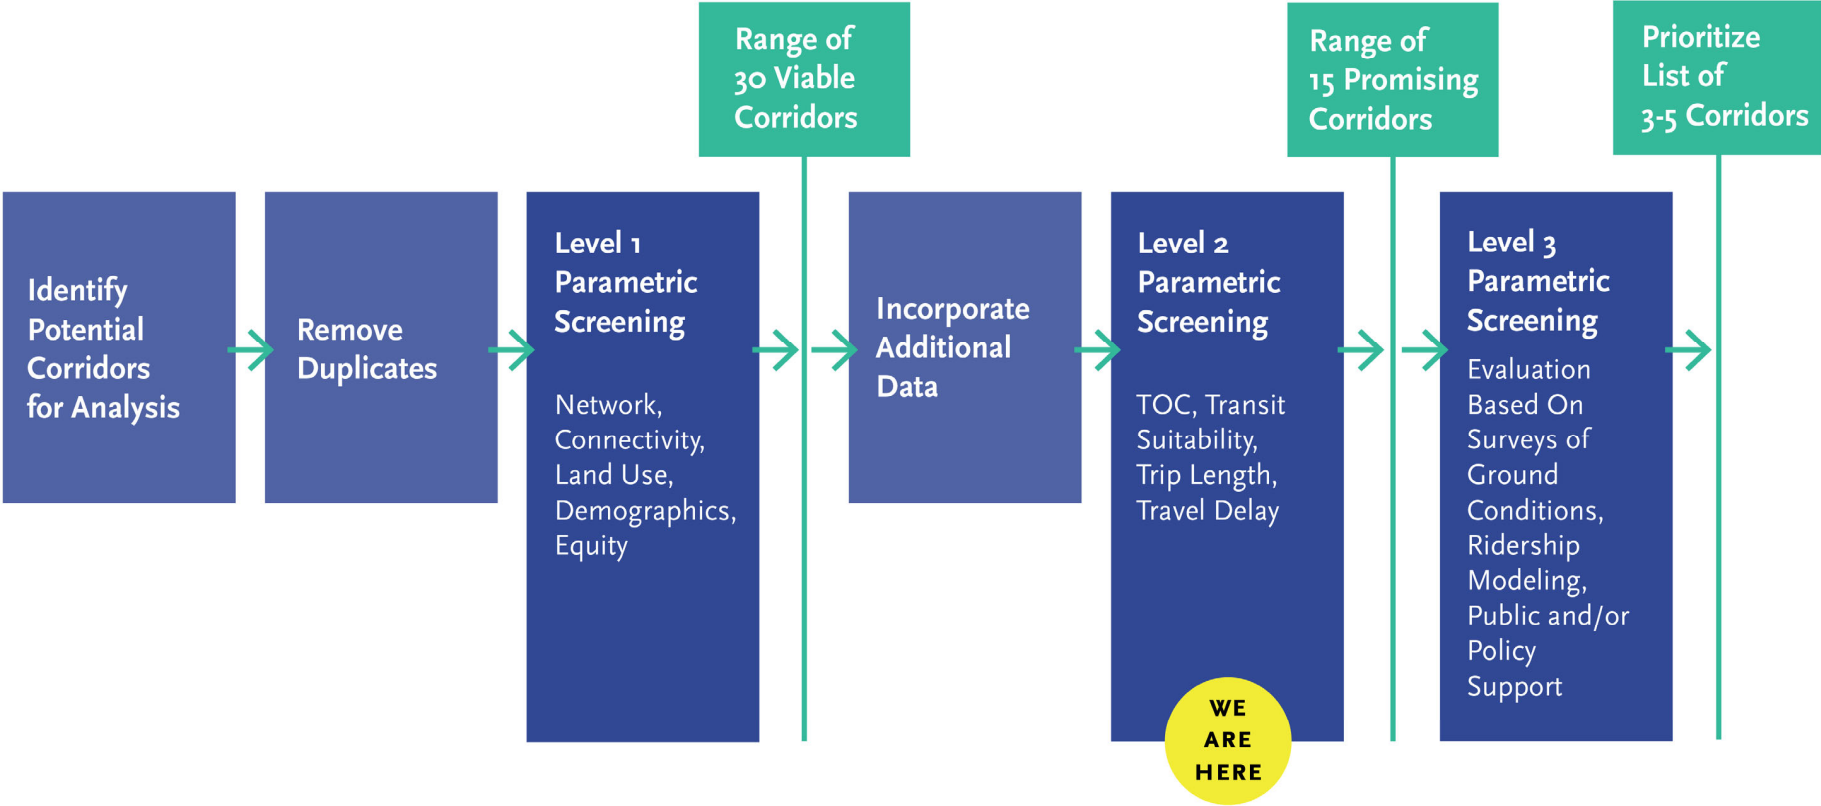 Range of
30 Viable
Corridors
Range of
15 Promising
Corridors
Prioritize
List of
3-5 Corridors
Identify
Potential
Corridors
for Analysis
Remove
Duplicates
Level 1
Parametric
Screening
Network,
Connectivity,
Land Use,
Demographics,
Equity
Incorporate
Additional
Data
Level 2
Parametric
Screening
TOC, Transit
Suitability,
Trip Length,
Travel Delay
WE
ARE
HERE
Level 3
Parametric
Screening
Evaluation
Based On
Surveys of
Ground
Conditions,
Ridership
Modeling,
Public and/or
Policy
Support